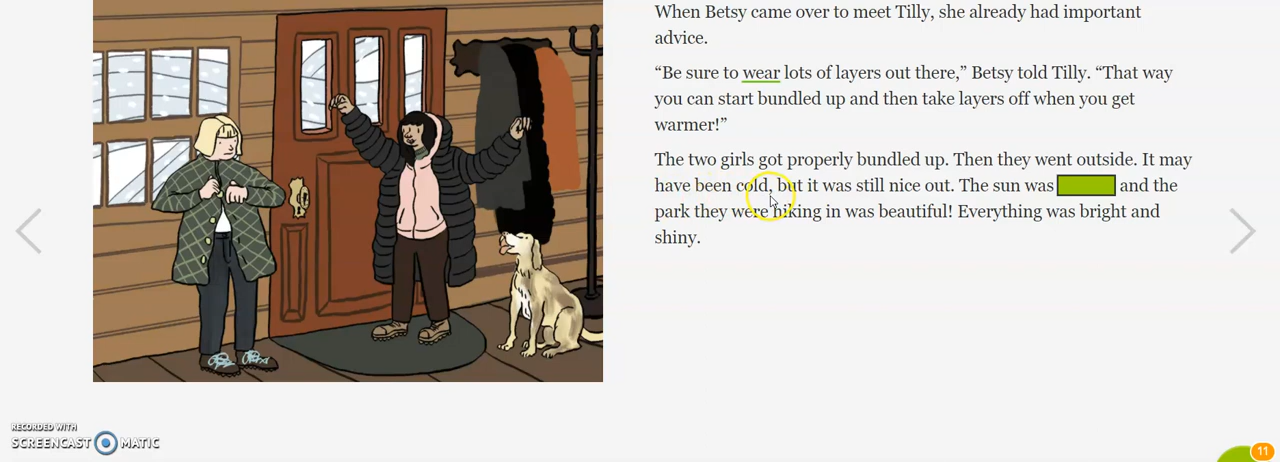 When Betsy came over to meet Tilly, she already had important
advice.
“Be sure to wear lots of layers out there,” Betsy told Tilly. “That way
you can start bundled up and then take layers off when you get
warmer!”
The two girls got properly bundled up. Then they went outside. It may
have been cold, but it was still nice out. The sun was and the
park they were hiking in was beautiful! Everything was bright and
shiny.
RECORDED WITH
SCREENCAST MATIC
11